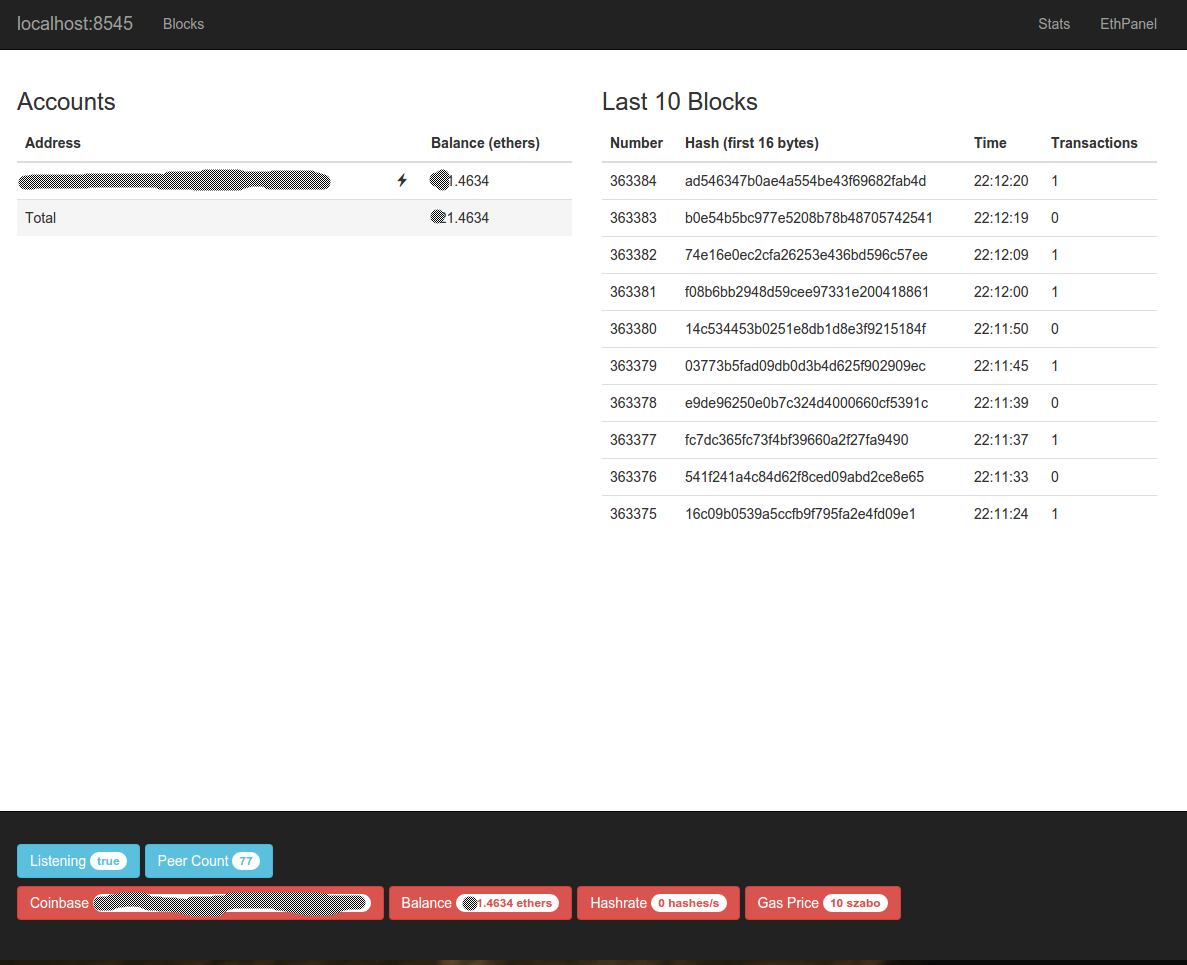 localhost:8545 Blocks Stats EthPanel
Accounts
Address Balance (ethers)
1.4634
Total 1.4634
Last 10 Blocks
Number Hash (first 16 bytes) Time Transactions
363384 ad546347b0ae4a554be43f69682fab4d 22:12:20 1
363383 b0e54b5bc977e5208b78b48705742541 22:12:19 0
363382 74e16e0ec2cfa26253e436bd596c57ee 22:12:09 1
363381 f08b6bb2948d59cee97331e200418861 22:12:00 1
363380 14c534453b0251e8db1d8e3f9215184f 22:11:50 0
363379 03773b5fad09db0d3b4d625f902909ec 22:11:45 1
363378 e9de96250e0b7c324d4000660cf5391c 22:11:39 0
363377 fc7dc365fc73f4bf39660a2f27fa9490 22:11:37 1
363376 541f241a4c84d62f8ced09abd2ce8e65 22:11:33 0
363375 16c09b0539a5ccfb9f795fa2e4fd09e1 22:11:24 1
Listening true Peer Count 77
Coinbase Balance 1.4634 ethers Hashrate 0 hashes/s Gas Price 10 szabo